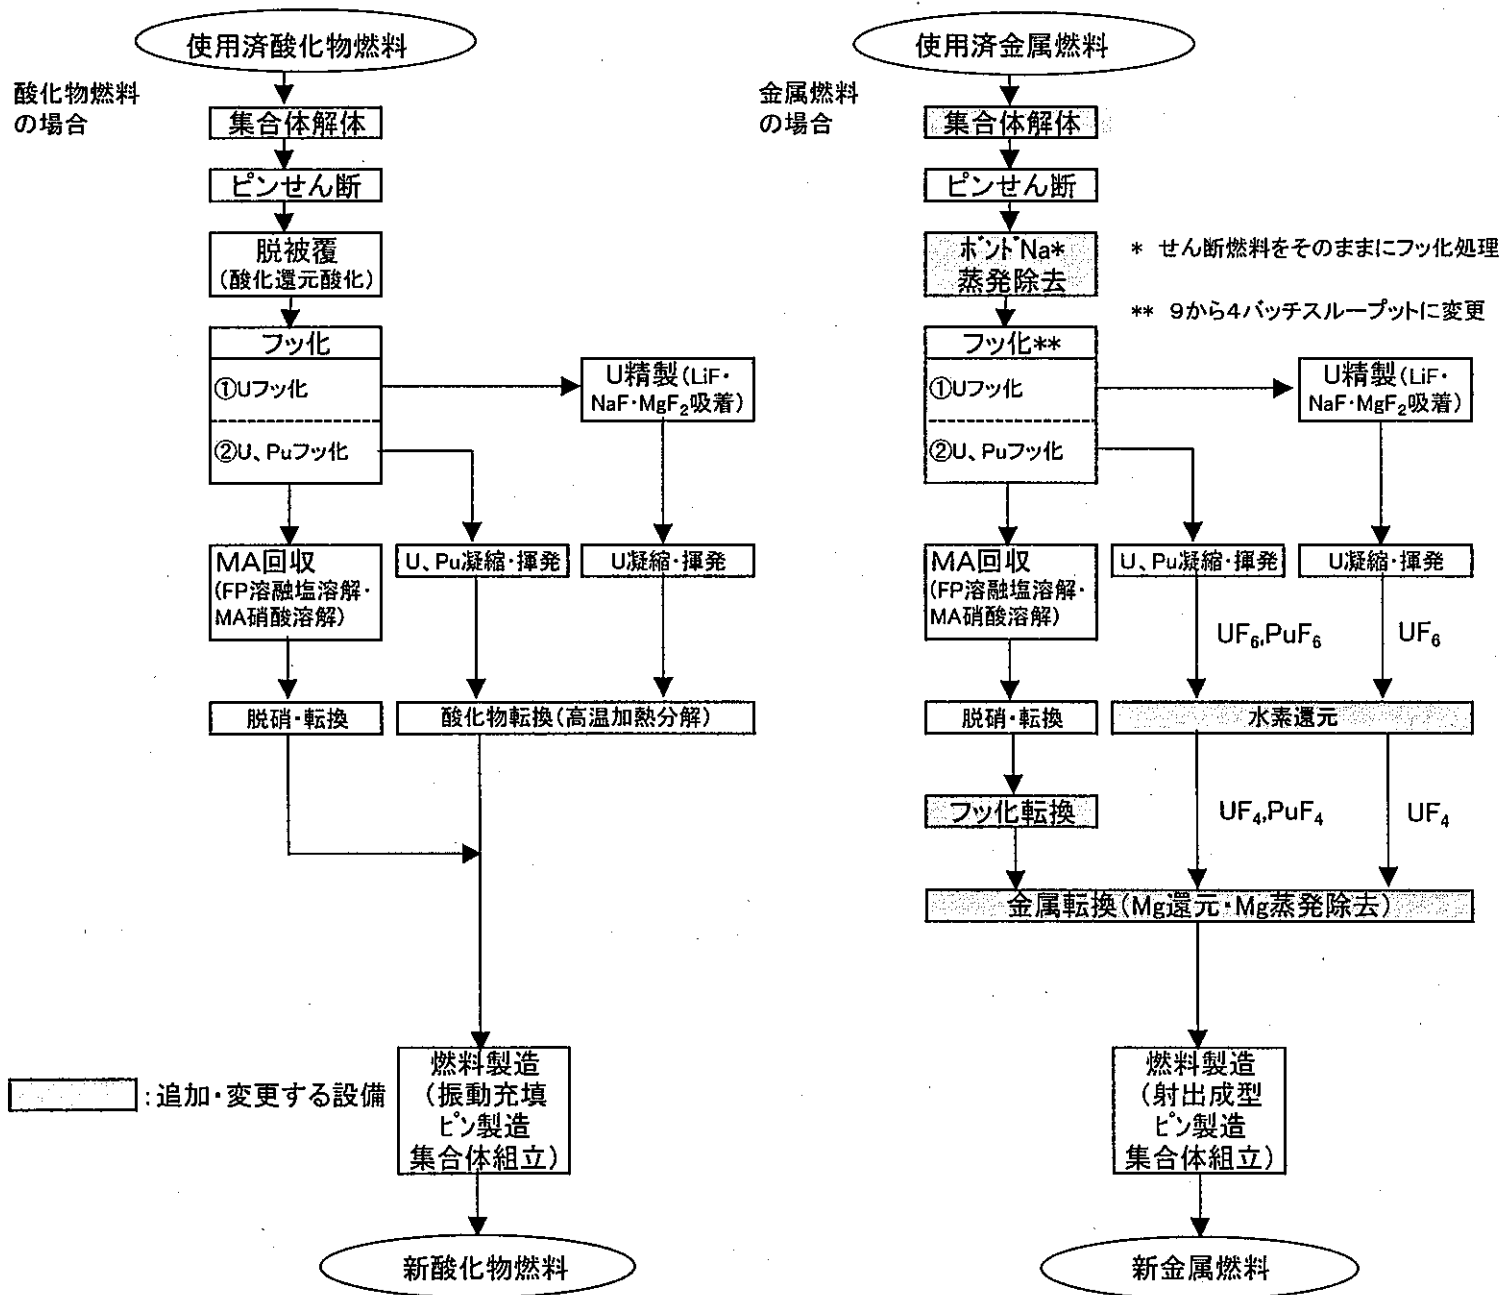 使用済酸化物燃料
酸化物燃料
の場合
集合体解体
ピンせん断
脱被覆
(酸化還元酸化)
フッ化
①Uフッ化
②U、Puフッ化
U精製(LiF・
NaF・MgF₂吸着)
MA回収
(FP溶融塩溶解・
MA硝酸溶解)
U、Pu凝縮・揮発
U凝縮・揮発
脱硝・転換
酸化物転換(高温加熱分解)
燃料製造
(振動充填
ピン製造
集合体組立)
新酸化物燃料
:追加・変更する設備
使用済金属燃料
金属燃料
の場合
集合体解体
ピンせん断
ボンドNa*
蒸発除去
* せん断燃料をそのままにフッ化処理
** 9から4バッチスループットに変更
フッ化**
①Uフッ化
②U、Puフッ化
U精製(LiF・
NaF・MgF₂吸着)
MA回収
(FP溶融塩溶解・
MA硝酸溶解)
U、Pu凝縮・揮発
U凝縮・揮発
UF₆,PuF₆
UF₆
脱硝・転換
水素還元
フッ化転換
UF₄,PuF₄
UF₄
金属転換(Mg還元・Mg蒸発除去)
燃料製造
(射出成型
ピン製造
集合体組立)
新金属燃料